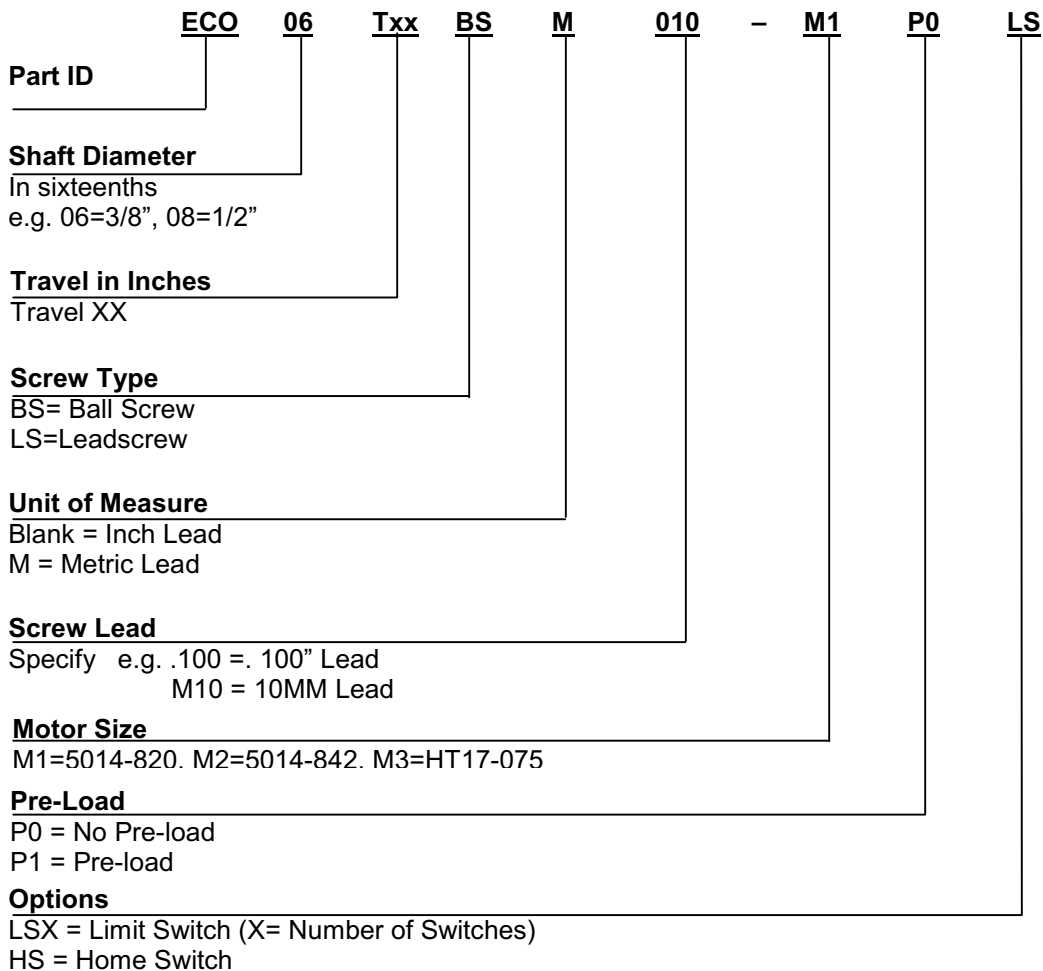 ECO 06 Txx BS M 010 – M1 P0 LS
Part ID
Shaft Diameter
In sixteenths
e.g. 06=3/8”, 08=1/2”
Travel in Inches
Travel XX
Screw Type
BS= Ball Screw
LS=Leadscrew
Unit of Measure
Blank = Inch Lead
M = Metric Lead
Screw Lead
Specify e.g. .100 =. 100” Lead
M10 = 10MM Lead
Motor Size
M1=5014-820, M2=5014-842, M3=HT17-075
Pre-Load
P0 = No Pre-load
P1 = Pre-load
Options
LSX = Limit Switch (X= Number of Switches)
HS = Home Switch